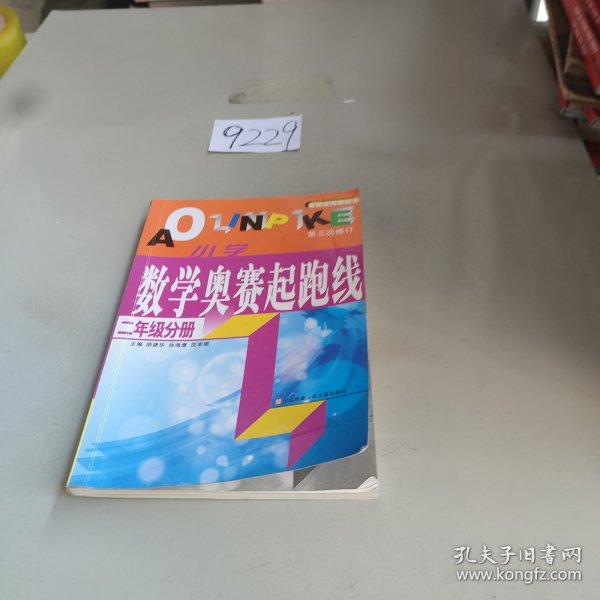 9229
AOLINPIKE
第三次修订
小学
数学奥赛起跑线
二年级分册
孔夫子旧书网
www.kongfz.com